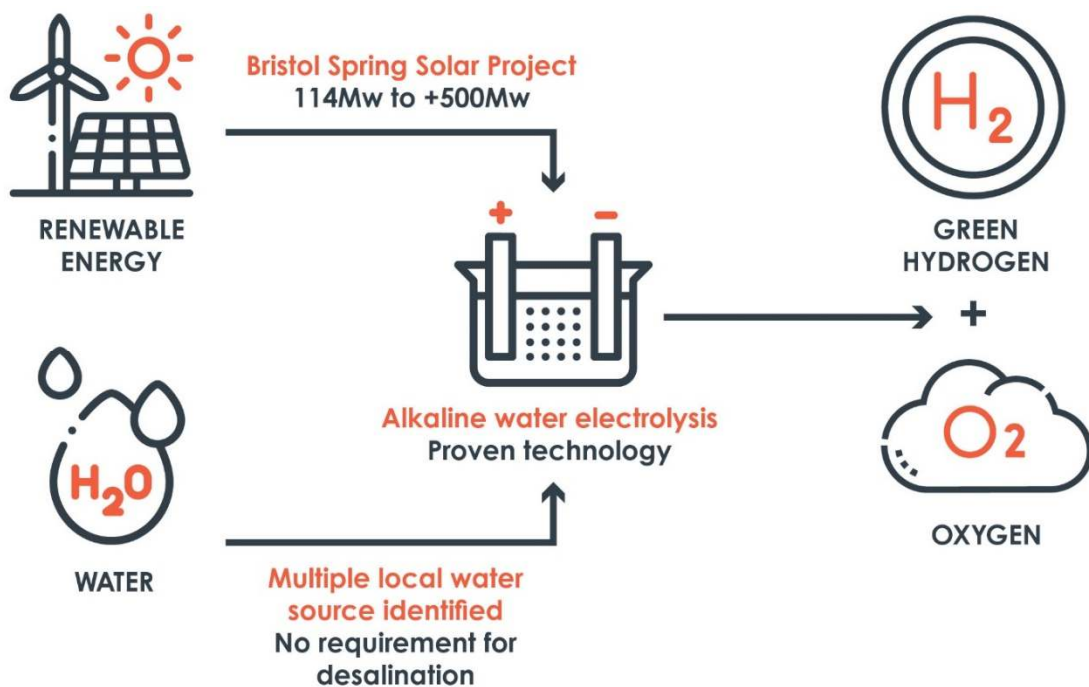 Bristol Spring Solar Project
114Mw to +500Mw
RENEWABLE
ENERGY
+ -
H2
GREEN
HYDROGEN
+
Alkaline water electrolysis
Proven technology
H2O
WATER
O2
OXYGEN
Multiple local water
source identified
No requirement for
desalination